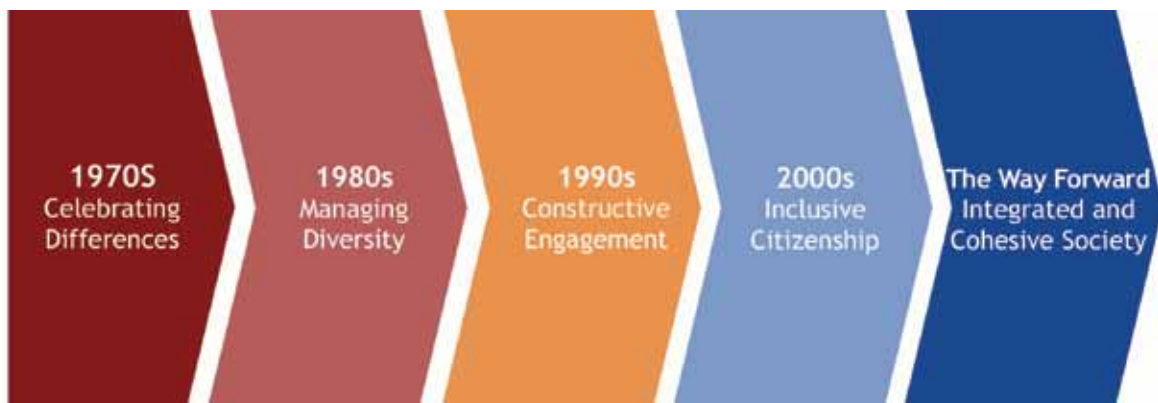 1970S
Celebrating
Differences
1980s
Managing
Diversity
1990s
Constructive
Engagement
2000s
Inclusive
Citizenship
The Way Forward
Integrated and
Cohesive Society